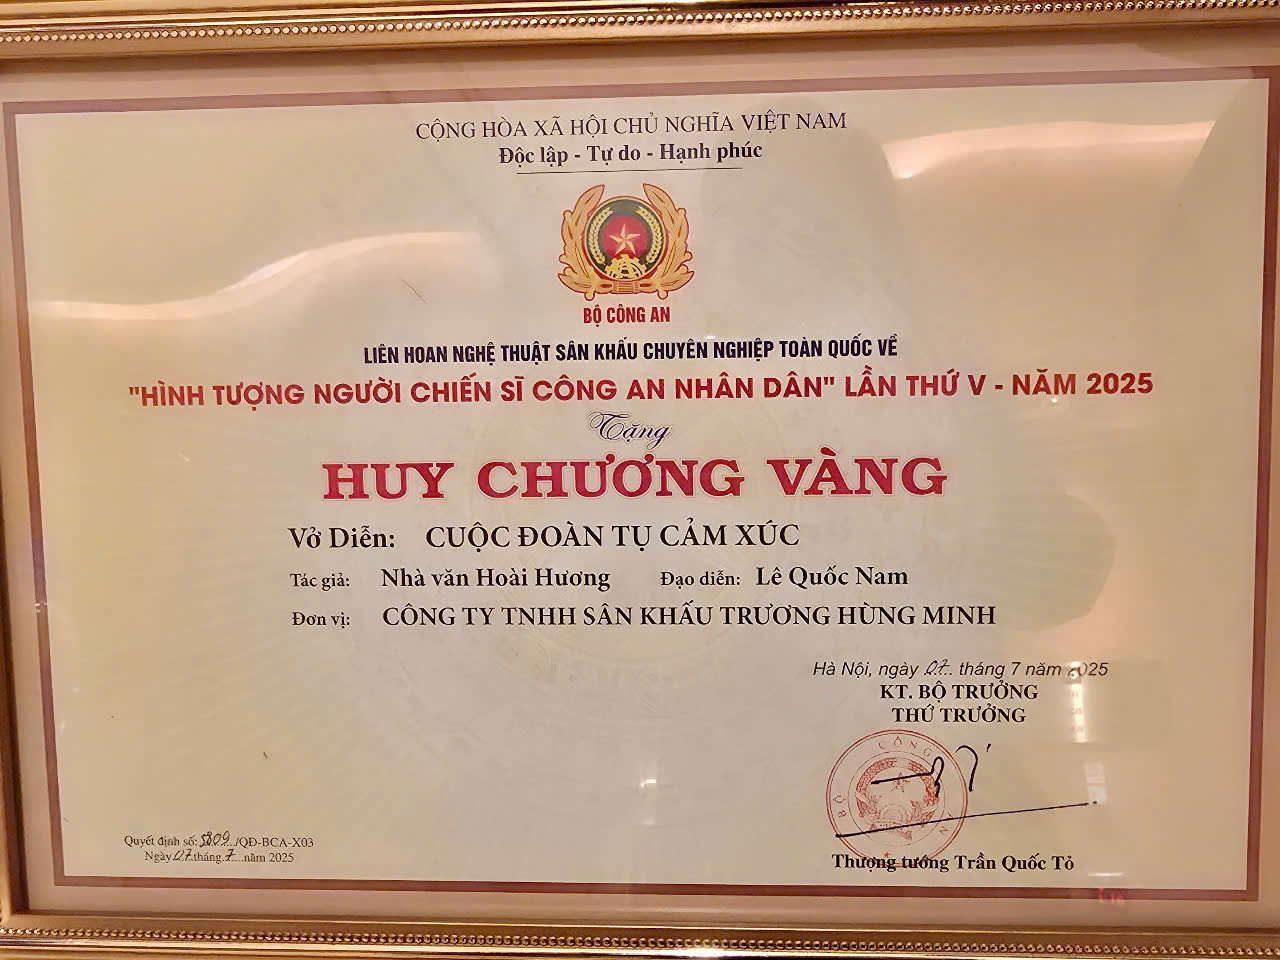 CỘNG HÒA XÃ HỘI CHỦ NGHĨA VIỆT NAM
Độc lập - Tự do - Hạnh phúc
BỘ CÔNG AN
LIÊN HOAN NGHỆ THUẬT SÂN KHẤU CHUYÊN NGHIỆP TOÀN QUỐC VỀ
"HÌNH TƯỢNG NGƯỜI CHIẾN SĨ CÔNG AN NHÂN DÂN" LẦN THỨ V - NĂM 2025
Tặng
HUY CHƯƠNG VÀNG
Vở Diễn: CUỘC ĐOÀN TỤ CẢM XÚC
Tác giả: Nhà văn Hoài Hương Đạo diễn: Lê Quốc Nam
Đơn vị: CÔNG TY TNHH SÂN KHẤU TRƯƠNG HÙNG MINH
Hà Nội, ngày 07 tháng 7 năm 2025
KT. BỘ TRƯỞNG
THỨ TRƯỞNG
BỘ CÔNG AN
Thượng tướng Trần Quốc Tỏ
Quyết định số: 5809../QĐ-BCA-X03
Ngày 07 tháng 7...năm 2025